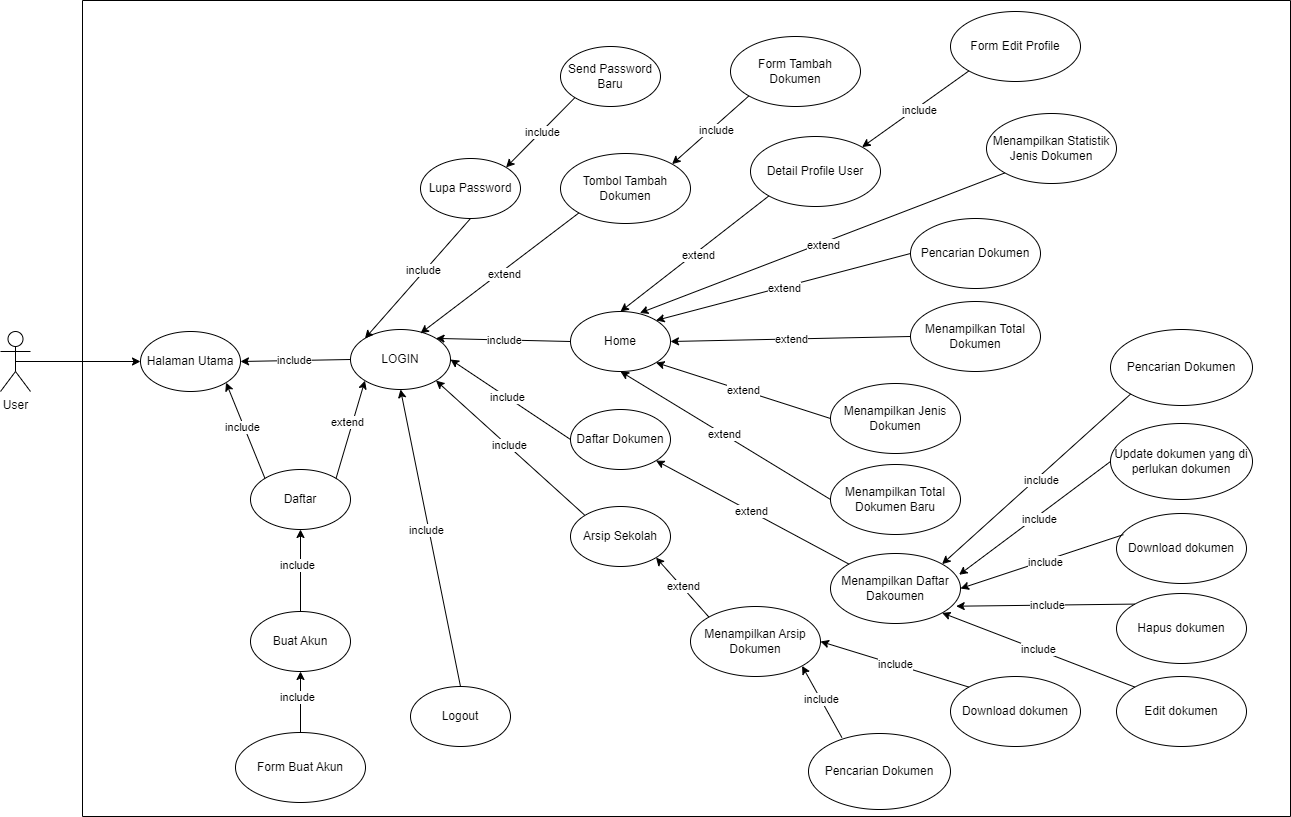 Form Edit Profile
Send Password
Baru
Form Tambah
Dokumen
include
include
include
Menampilkan Statistik
Jenis Dokumen
Detail Profile User
Lupa Password
Tombol Tambah
Dokumen
extend
extend
Pencarian Dokumen
include
extend
extend
Menampilkan Total
Dokumen
extend
include
Home
User
Halaman Utama
include
LOGIN
Pencarian Dokumen
extend
include
Menampilkan Jenis
Dokumen
include
extend
extend
include
Daftar Dokumen
Update dokumen yang di
perlukan dokumen
include
Daftar
Menampilkan Total
Dokumen Baru
extend
include
include
Arsip Sekolah
Download dokumen
include
include
extend
Menampilkan Daftar
Dakoumen
include
Hapus dokumen
Buat Akun
Menampilkan Arsip
Dokumen
include
include
include
Logout
include
Download dokumen
Edit dokumen
Form Buat Akun
Pencarian Dokumen